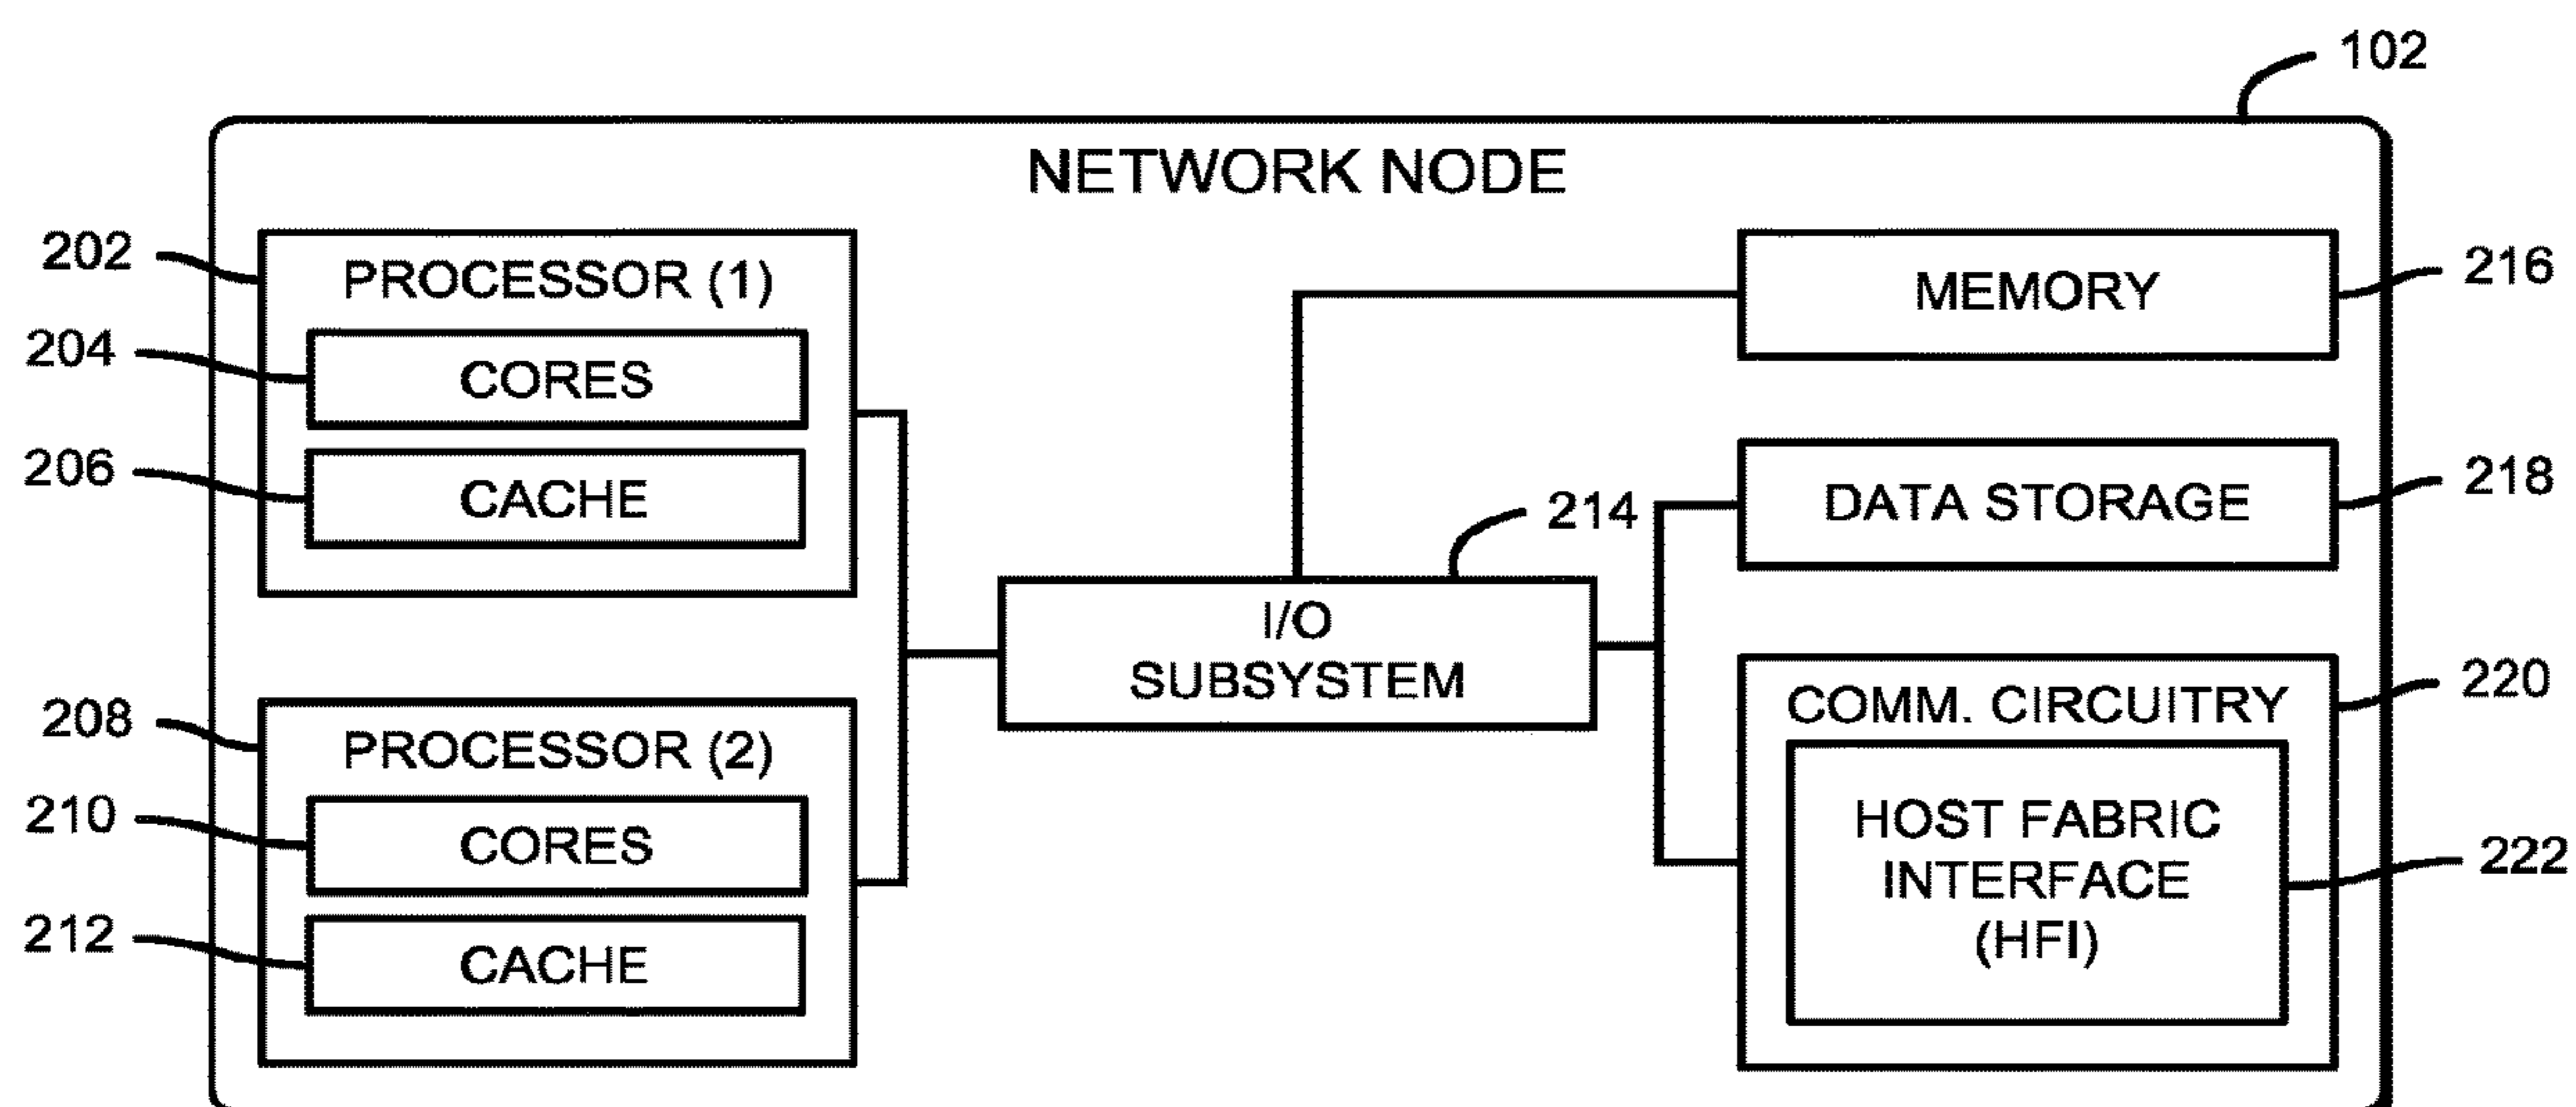 102
NETWORK NODE
202
PROCESSOR (1)
204
CORES
206
CACHE
208
PROCESSOR (2)
210
CORES
212
CACHE
214
I/O
SUBSYSTEM
MEMORY
216
DATA STORAGE
218
COMM. CIRCUITRY
220
HOST FABRIC
INTERFACE
(HFI)
222